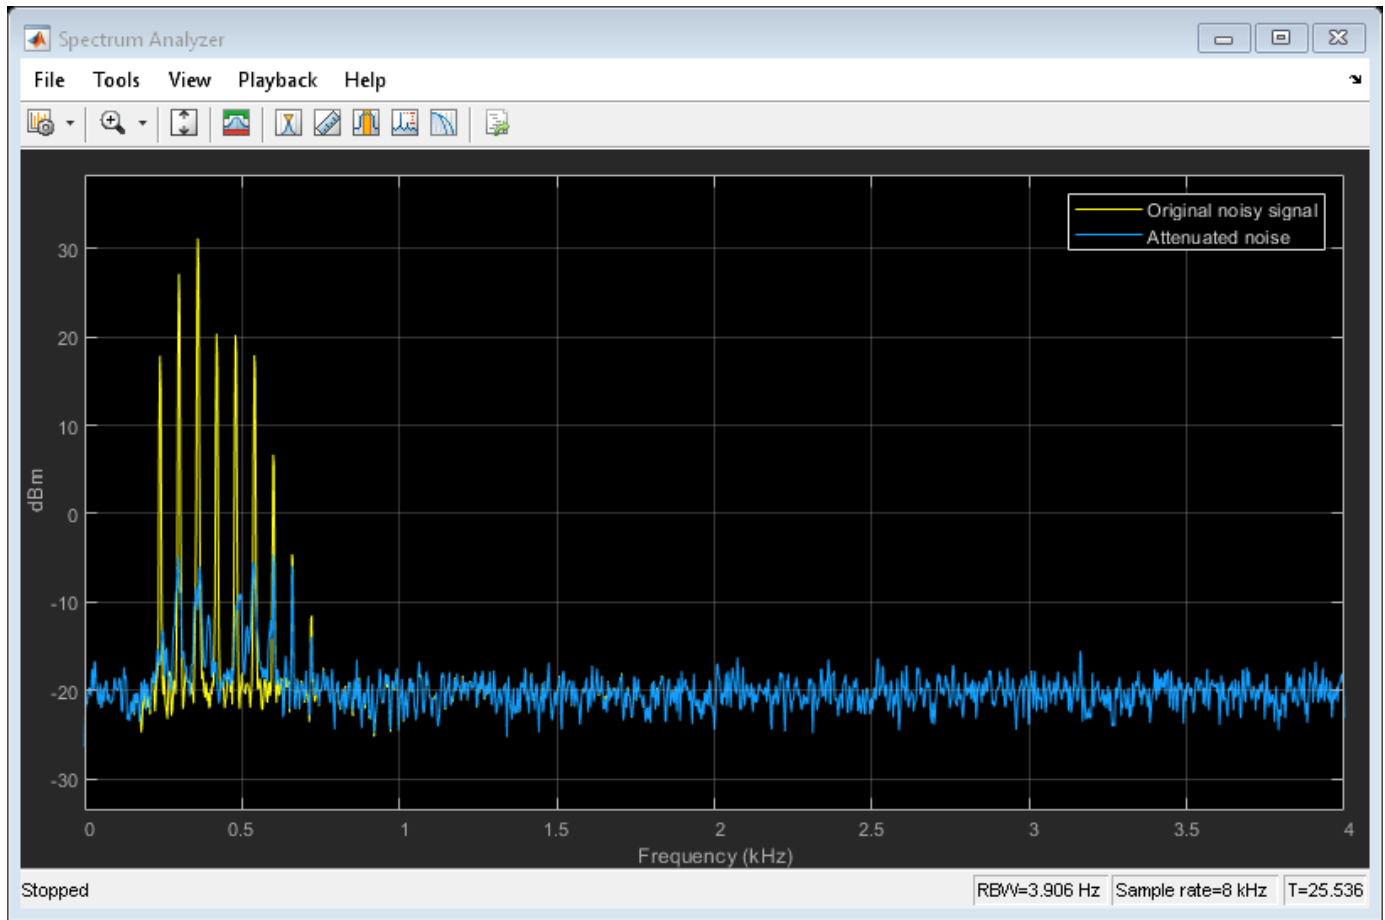 Spectrum Analyzer
File Tools View Playback Help
Original noisy signal
Attenuated noise
30
20
10
0
-10
-20
-30
dBm
0 0.5 1 1.5 2 2.5 3 3.5 4
Frequency (kHz)
Stopped RBW=3.906 Hz Sample rate=8 kHz T=25.536